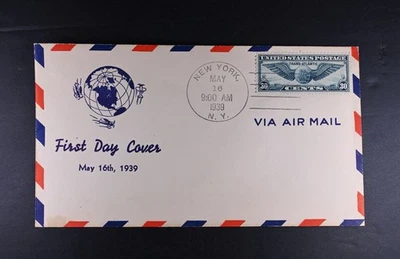 UNITED STATES POSTAGE
TRANS-ATLANTIC
30 CENTS 30
NEW YORK,
MAY
16
9:00 AM
1939
N. Y.
VIA AIR MAIL
First Day Cover
May 16th, 1939